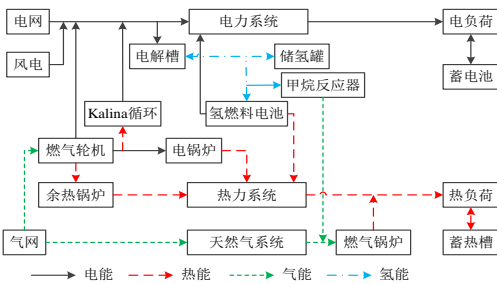 电网
电力系统
电负荷
风电
电解槽
储氢罐
甲烷反应器
蓄电池
Kalina循环
氢燃料电池
燃气轮机
电锅炉
余热锅炉
热力系统
热负荷
气网
天然气系统
燃气锅炉
蓄热槽
电能
热能
气能
氢能